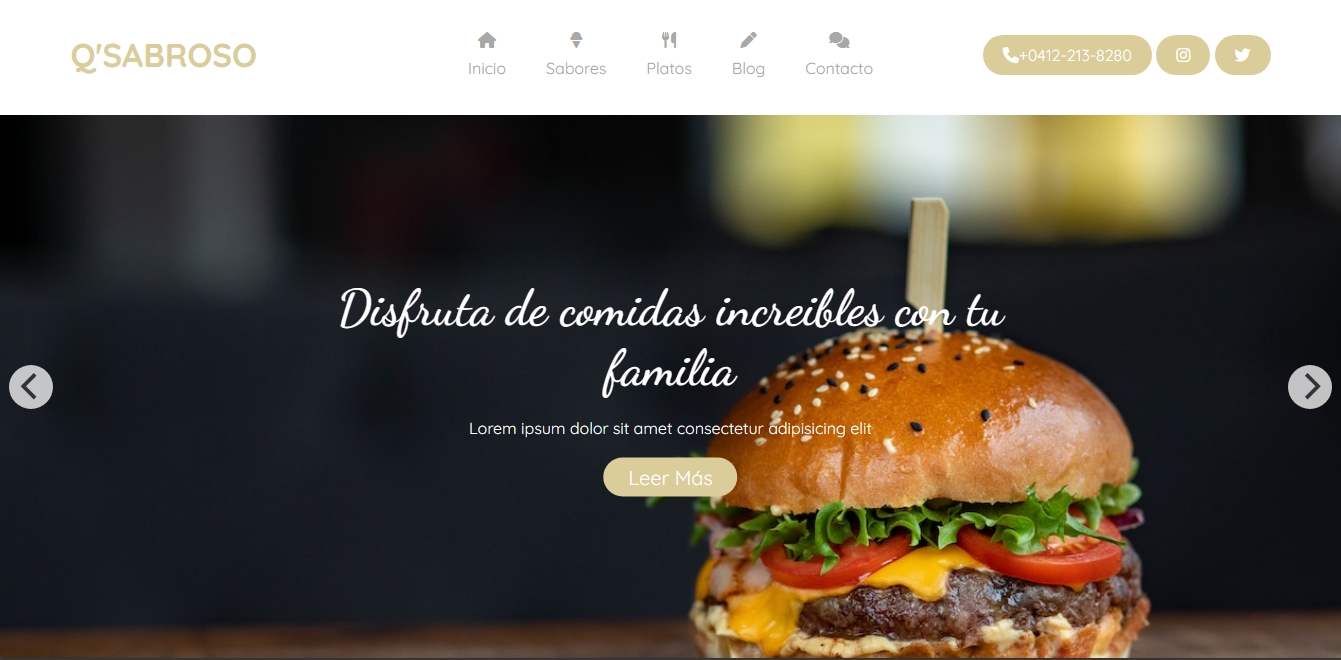 Q'SABROSO
Inicio Sabores Platos Blog Contacto
+0412-213-8280
Disfruta de comidas increibles con tu
familia
Lorem ipsum dolor sit amet consectetur adipisicing elit
Leer Más